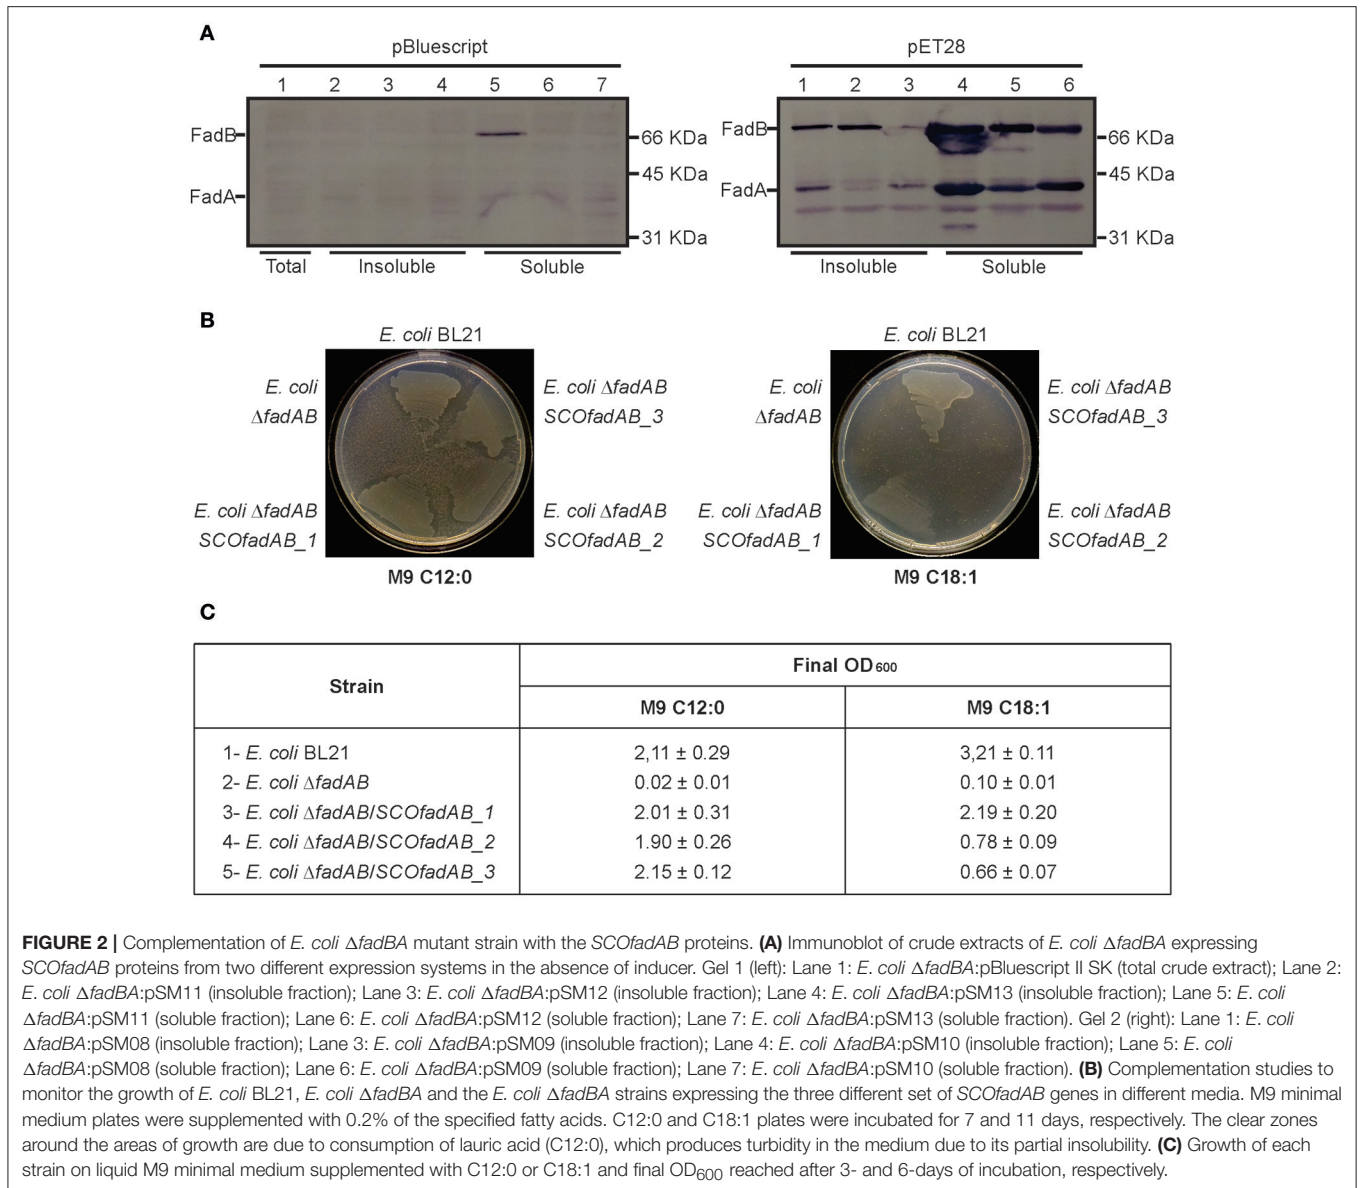 A
pBluescript
pET28
1 2 3 4 5 6 7
1 2 3 4 5 6
FadB
66 KDa
FadB
66 KDa
45 KDa
45 KDa
FadA
FadA
31 KDa
31 KDa
Total Insoluble Soluble
Insoluble Soluble
B
E. coli BL21
E. coli BL21
E. coli
ΔfadAB
E. coli ΔfadAB
SCOfadAB_3
E. coli
ΔfadAB
E. coli ΔfadAB
SCOfadAB_3
E. coli ΔfadAB
SCOfadAB_1
E. coli ΔfadAB
SCOfadAB_2
E. coli ΔfadAB
SCOfadAB_1
E. coli ΔfadAB
SCOfadAB_2
M9 C12:0
M9 C18:1
C
Strain
Final OD600
M9 C12:0 M9 C18:1
1- E. coli BL21 2,11 ± 0.29 3,21 ± 0.11
2- E. coli ΔfadAB 0.02 ± 0.01 0.10 ± 0.01
3- E. coli ΔfadAB/SCOfadAB_1 2.01 ± 0.31 2.19 ± 0.20
4- E. coli ΔfadAB/SCOfadAB_2 1.90 ± 0.26 0.78 ± 0.09
5- E. coli ΔfadAB/SCOfadAB_3 2.15 ± 0.12 0.66 ± 0.07
FIGURE 2 | Complementation of E. coli ΔfadBA mutant strain with the SCOfadAB proteins. (A) Immunoblot of crude extracts of E. coli ΔfadBA expressing
SCOfadAB proteins from two different expression systems in the absence of inducer. Gel 1 (left): Lane 1: E. coli ΔfadBA:pBluescript II SK (total crude extract); Lane 2:
E. coli ΔfadBA:pSM11 (insoluble fraction); Lane 3: E. coli ΔfadBA:pSM12 (insoluble fraction); Lane 4: E. coli ΔfadBA:pSM13 (insoluble fraction); Lane 5: E. coli
ΔfadBA:pSM11 (soluble fraction); Lane 6: E. coli ΔfadBA:pSM12 (soluble fraction); Lane 7: E. coli ΔfadBA:pSM13 (soluble fraction). Gel 2 (right): Lane 1: E. coli
ΔfadBA:pSM08 (insoluble fraction); Lane 3: E. coli ΔfadBA:pSM09 (insoluble fraction); Lane 4: E. coli ΔfadBA:pSM10 (insoluble fraction); Lane 5: E. coli
ΔfadBA:pSM08 (soluble fraction); Lane 6: E. coli ΔfadBA:pSM09 (soluble fraction); Lane 7: E. coli ΔfadBA:pSM10 (soluble fraction). (B) Complementation studies to
monitor the growth of E. coli BL21, E. coli ΔfadBA and the E. coli ΔfadBA strains expressing the three different set of SCOfadAB genes in different media. M9 minimal
medium plates were supplemented with 0.2% of the specified fatty acids. C12:0 and C18:1 plates were incubated for 7 and 11 days, respectively. The clear zones
around the areas of growth are due to consumption of lauric acid (C12:0), which produces turbidity in the medium due to its partial insolubility. (C) Growth of each
strain on liquid M9 minimal medium supplemented with C12:0 or C18:1 and final OD600 reached after 3- and 6-days of incubation, respectively.